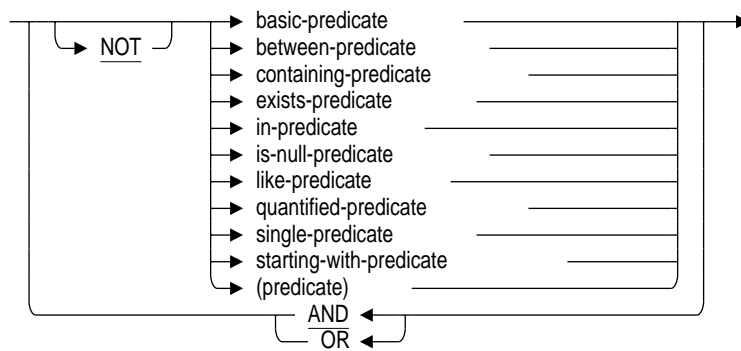 basic-predicate
NOT
between-predicate
containing-predicate
exists-predicate
in-predicate
is-null-predicate
like-predicate
quantified-predicate
single-predicate
starting-with-predicate
(predicate)
AND
OR